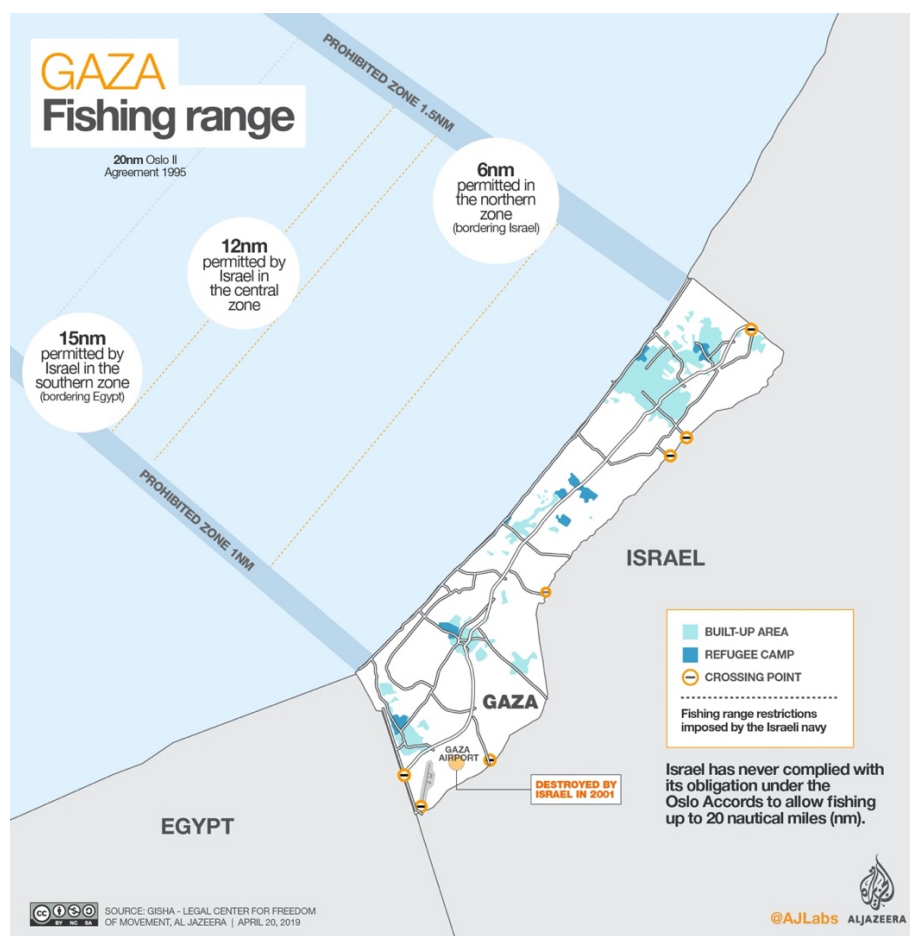 GAZA
Fishing range
20nm Oslo II
Agreement 1995
PROHIBITED ZONE 1.5NM
6nm
permitted in
the northern
zone
(bordering Israel)
12nm
permitted by
Israel in
the central
zone
15nm
permitted by
Israel in the
southern zone
(bordering Egypt)
PROHIBITED ZONE 1NM
ISRAEL
BUILT-UP AREA
REFUGEE CAMP
CROSSING POINT
Fishing range restrictions
imposed by the Israeli navy
GAZA
GAZA
AIRPORT
DESTROYED BY
ISRAEL IN 2001
Israel has never complied with
its obligation under the
Oslo Accords to allow fishing
up to 20 nautical miles (nm).
EGYPT
cc
BY NC SA
SOURCE: GISHA - LEGAL CENTER FOR FREEDOM
OF MOVEMENT, AL JAZEERA | APRIL 20, 2019
@AJLabs
ALJAZEERA